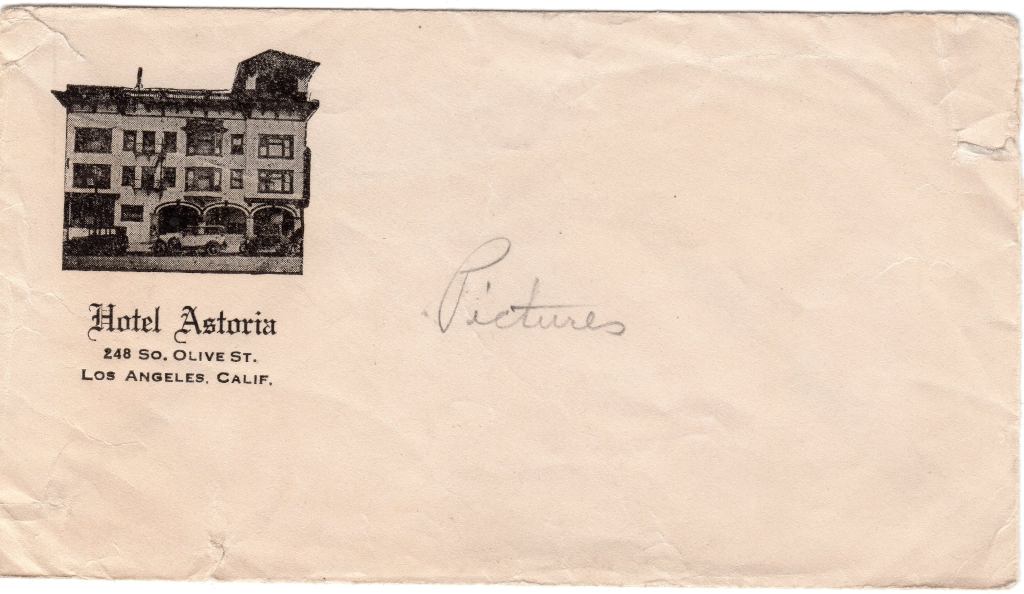 Hotel Astoria
248 So. Olive St.
Los Angeles, Calif.
Pictures